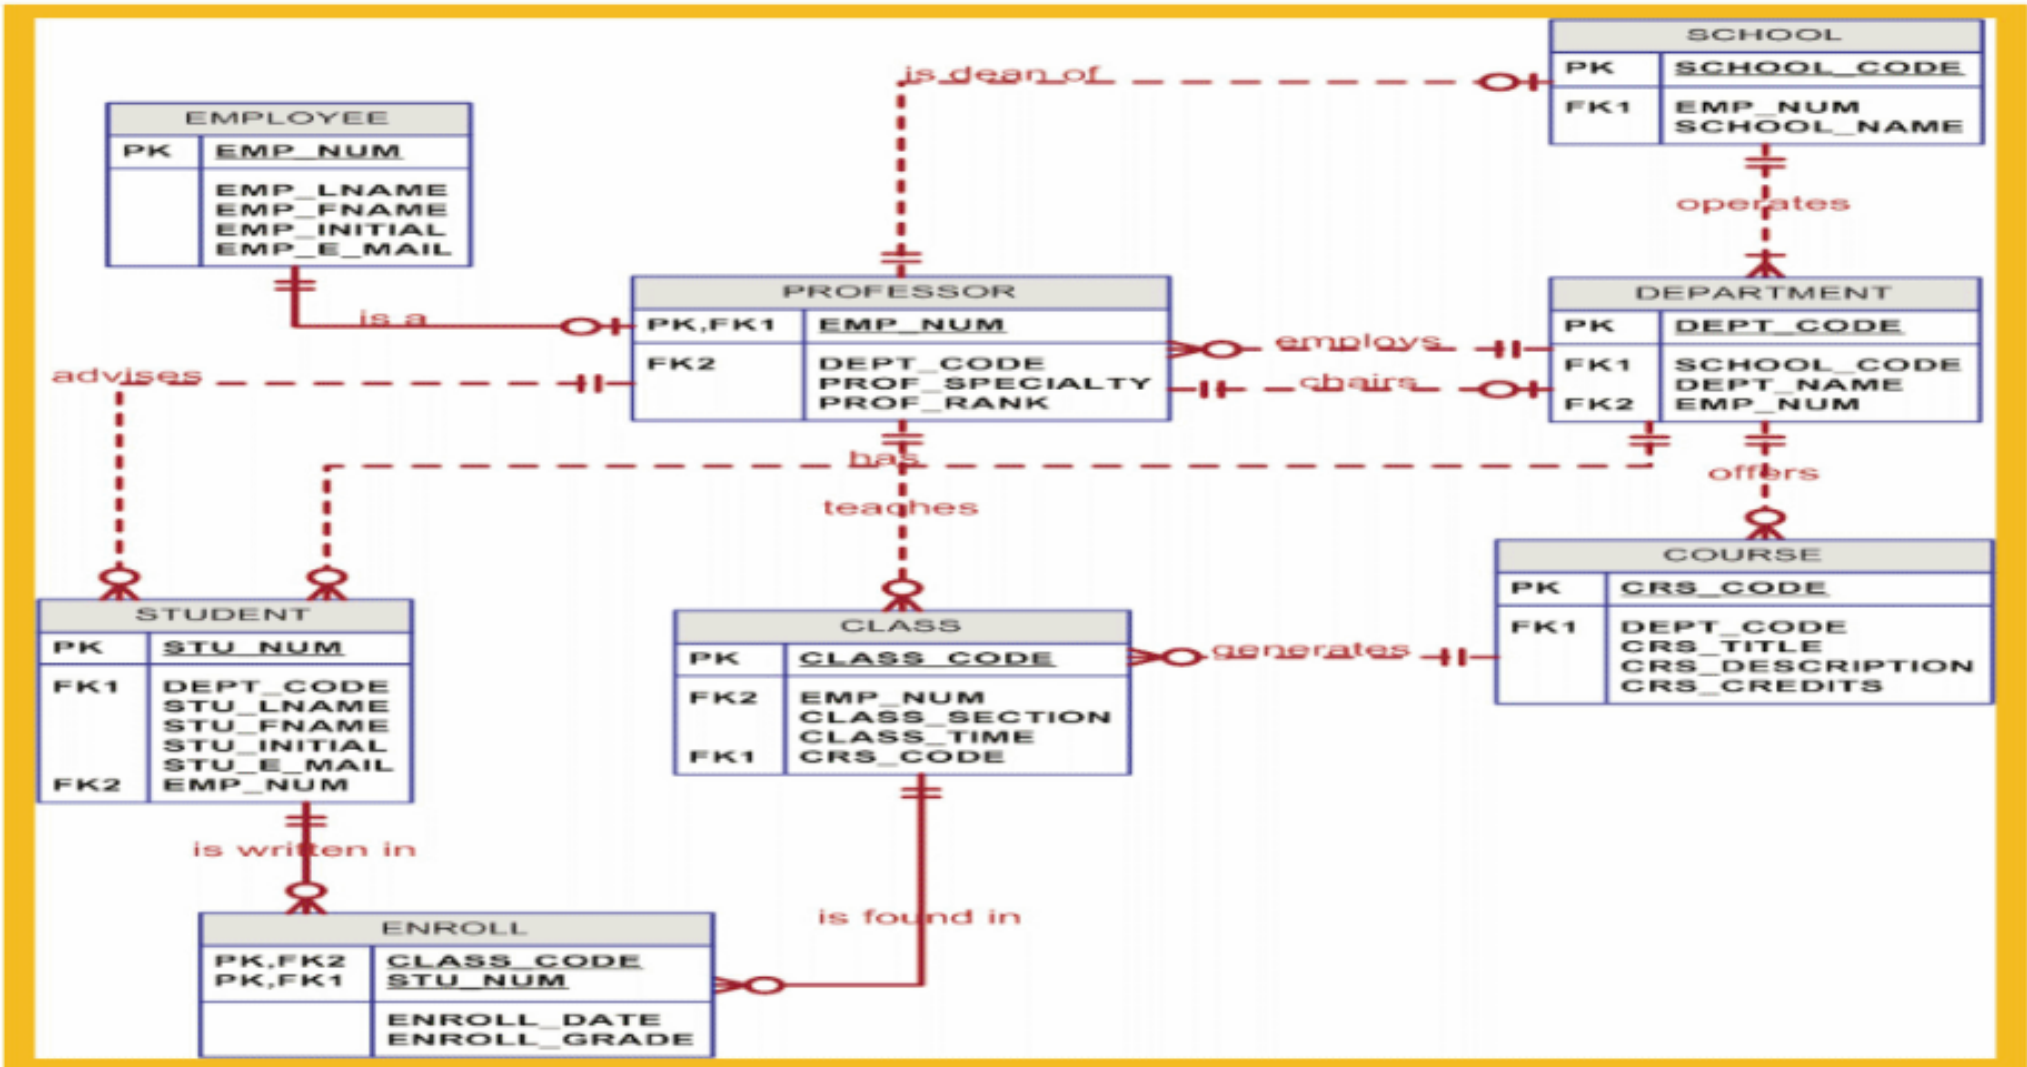 SCHOOL
PK SCHOOL_CODE
FK1 EMP_NUM
SCHOOL_NAME
is dean of
EMPLOYEE
PK EMP_NUM
EMP_LNAME
EMP_FNAME
EMP_INITIAL
EMP_E_MAIL
is a
operates
PROFESSOR
PK,FK1 EMP_NUM
FK2 DEPT_CODE
PROF_SPECIALTY
PROF_RANK
employs
chairs
DEPARTMENT
PK DEPT_CODE
FK1 SCHOOL_CODE
DEPT_NAME
FK2 EMP_NUM
advises
has
teaches
offers
COURSE
PK CRS_CODE
FK1 DEPT_CODE
CRS_TITLE
CRS_DESCRIPTION
CRS_CREDITS
STUDENT
PK STU_NUM
FK1 DEPT_CODE
STU_LNAME
STU_FNAME
STU_INITIAL
STU_E_MAIL
FK2 EMP_NUM
CLASS
PK CLASS_CODE
FK2 EMP_NUM
CLASS_SECTION
CLASS_TIME
FK1 CRS_CODE
generates
is written in
is found in
ENROLL
PK,FK2 CLASS_CODE
PK,FK1 STU_NUM
ENROLL_DATE
ENROLL_GRADE